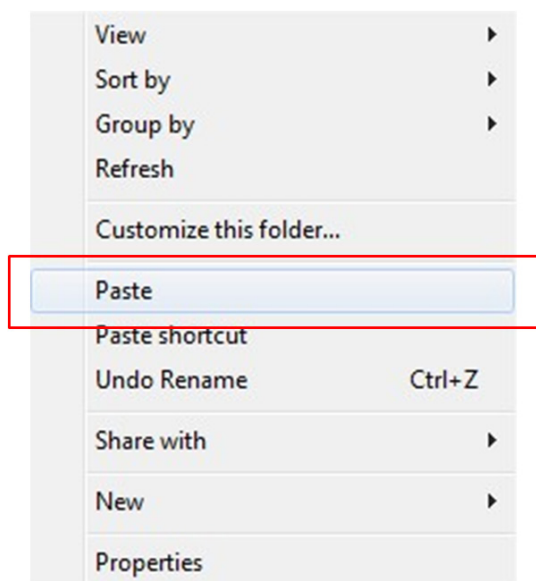 View
Sort by
Group by
Refresh
Customize this folder...
Paste
Paste shortcut
Undo Rename Ctrl+Z
Share with
New
Properties